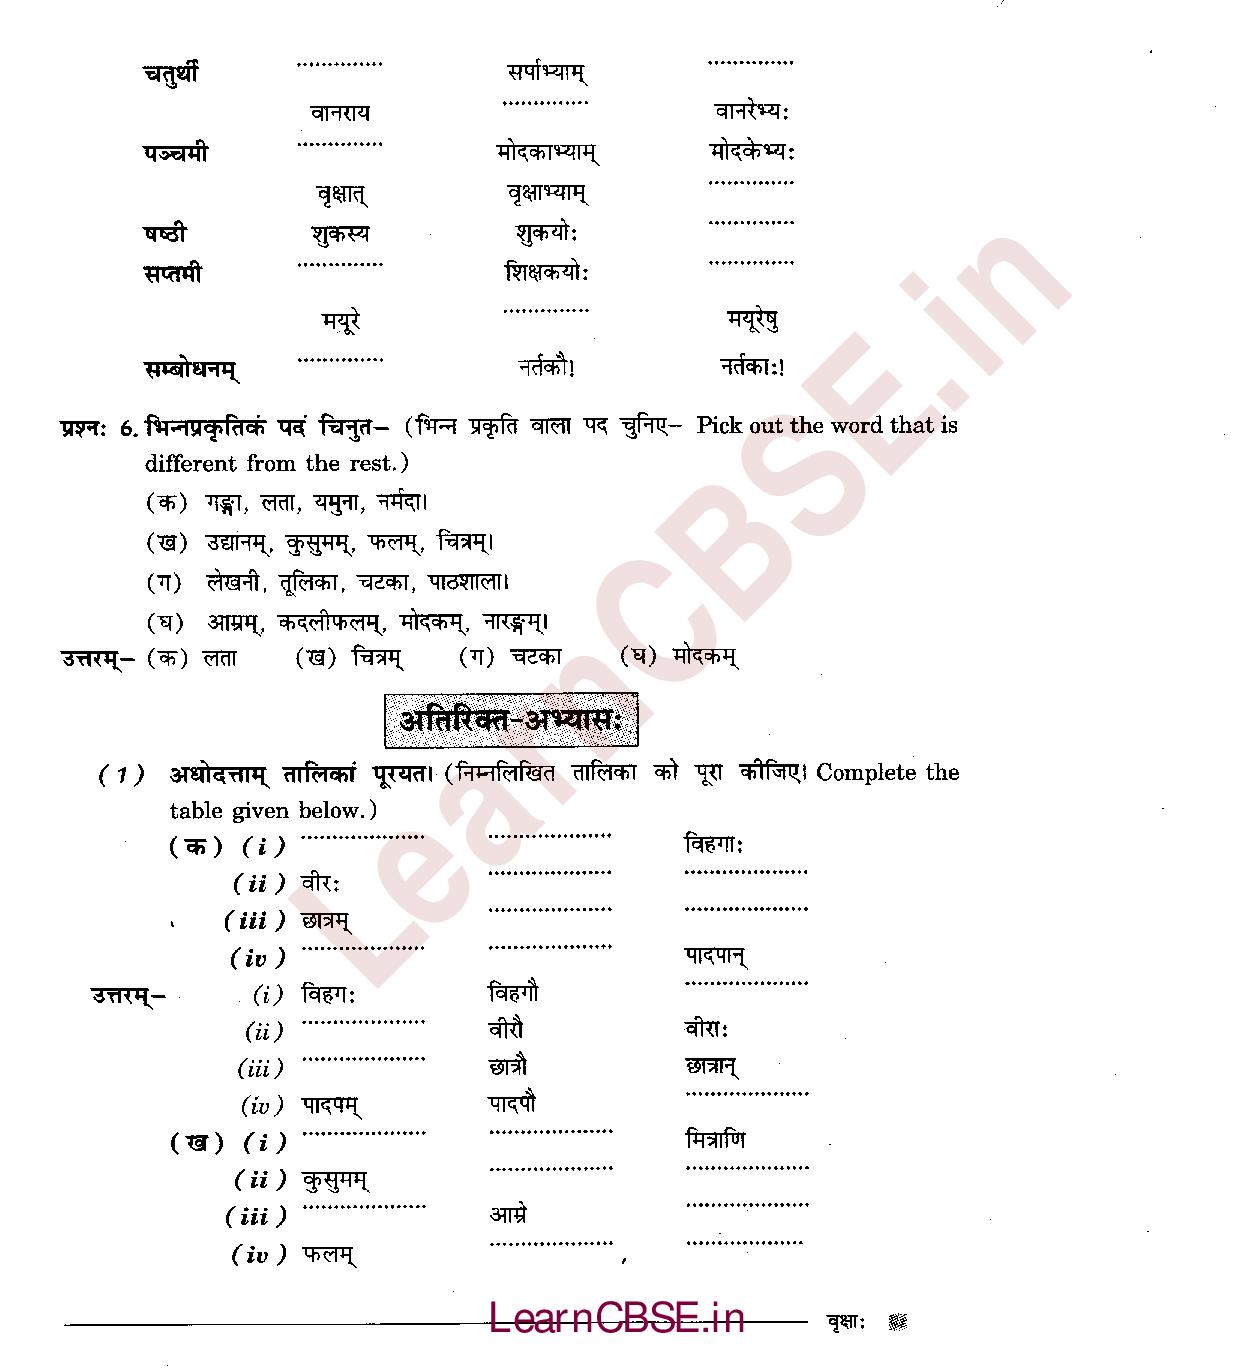 चतुर्थी .............. सर्पाभ्याम् ..............
वानराय .............. वानरेभ्यः
पञ्चमी .............. मोदकाभ्याम् मोदकेभ्यः
वृक्षात् वृक्षाभ्याम् ..............
षष्ठी शुकस्य शुकयोः ..............
सप्तमी .............. शिक्षकयोः ..............
मयूरे .............. मयूरेषु
सम्बोधनम् .............. नर्तकौ! नर्तकाः!
प्रश्नः 6. भिन्नप्रकृतिकं पदं चिनुत– (भिन्न प्रकृति वाला पद चुनिए– Pick out the word that is
different from the rest.)
(क) गङ्गा, लता, यमुना, नर्मदा।
(ख) उद्यानम्, कुसुमम्, फलम्, चित्रम्।
(ग) लेखनी, तूलिका, चटका, पाठशाला।
(घ) आम्रम्, कदलीफलम्, मोदकम्, नारङ्गम्।
उत्तरम्– (क) लता (ख) चित्रम् (ग) चटका (घ) मोदकम्
अतिरिक्त-अभ्यासः
(1) अधोदत्ताम् तालिकां पूरयत। (निम्नलिखित तालिका को पूरा कीजिए। Complete the
table given below.)
(क) (i) .................... .................... विहगाः
(ii) वीरः .................... ....................
(iii) छात्रम् .................... ....................
(iv) .................... .................... पादपान्
उत्तरम्– (i) विहगः विहगौ ....................
(ii) .................... वीरौ वीराः
(iii) .................... छात्रौ छात्रान्
(iv) पादपम् पादपौ ....................
(ख) (i) .................... .................... मित्राणि
(ii) कुसुमम् .................... ....................
(iii) .................... आम्रे ....................
(iv) फलम् .................... ...................
LearnCBSE.in
वृक्षाः
LearnCBSE.in